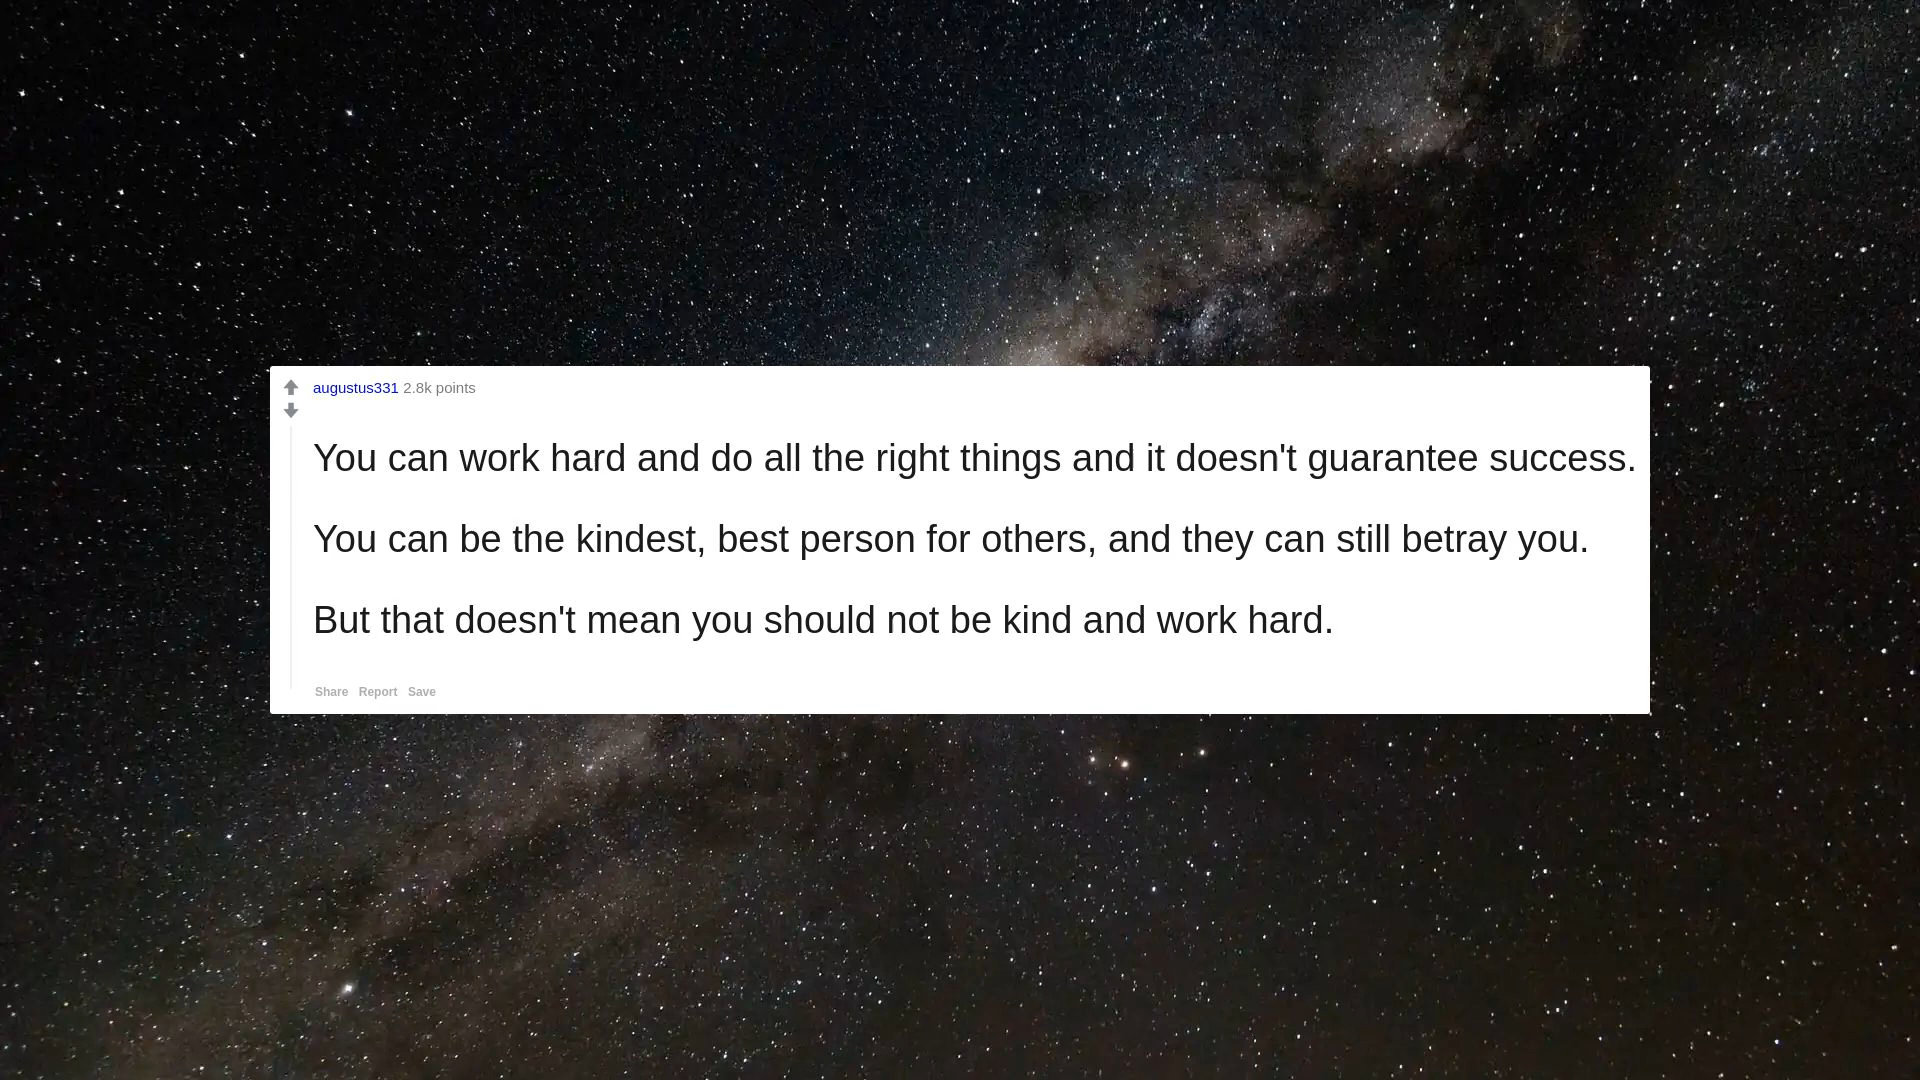 augustus331 2.8k points
You can work hard and do all the right things and it doesn't guarantee success.
You can be the kindest, best person for others, and they can still betray you.
But that doesn't mean you should not be kind and work hard.
Share Report Save